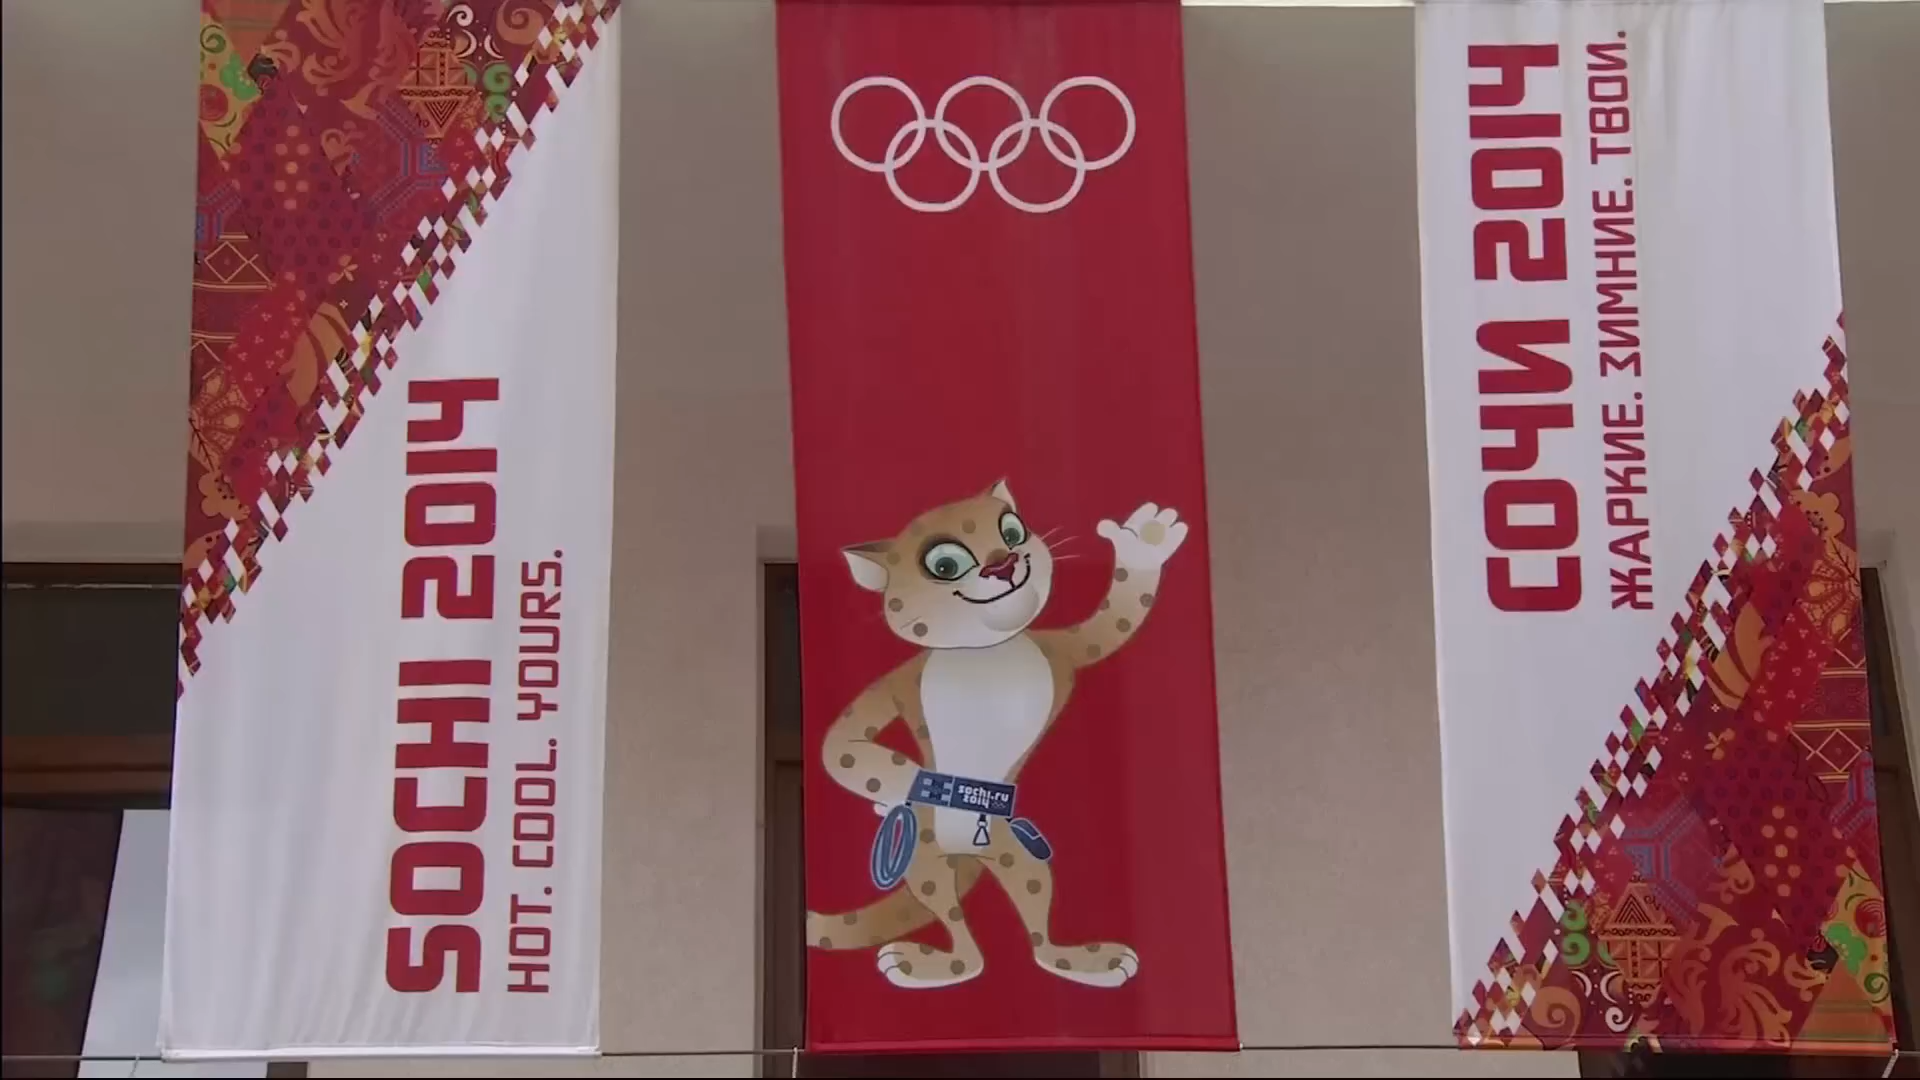 SOCHI 2014
HOT. COOL. YOURS.
sochi.ru
2014
СОЧИ 2014
ЖАРКИЕ. ЗИМНИЕ. ТВОИ.